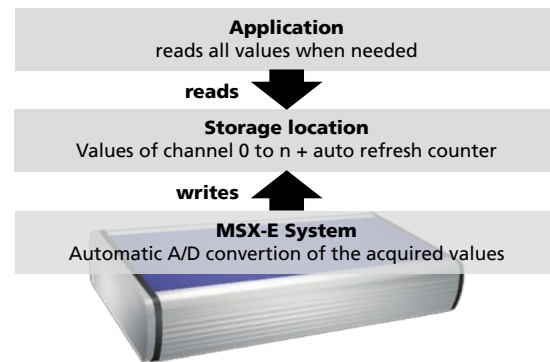 Application
reads all values when needed
reads
Storage location
Values of channel 0 to n + auto refresh counter
writes
MSX-E System
Automatic A/D convertion of the acquired values